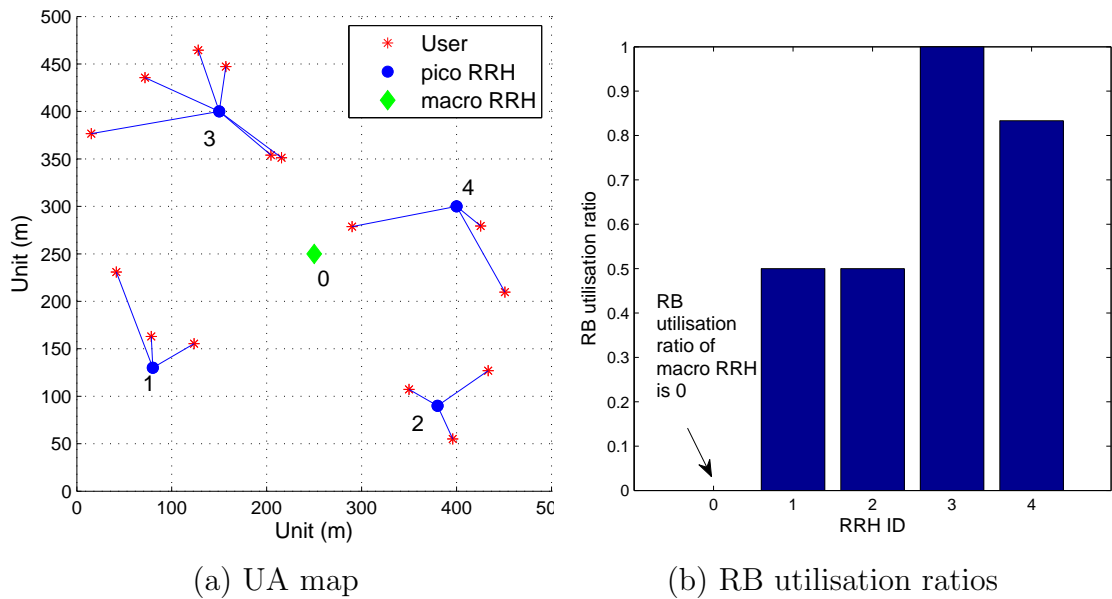 500
450
400
350
300
250
200
150
100
50
0
0
100
200
300
400
50
Unit (m)
Unit (m)
User
pico RRH
macro RRH
3
4
0
1
2
(a) UA map
1
0.9
0.8
0.7
0.6
0.5
0.4
0.3
0.2
0.1
0
RB utilisation ratio
RB
utilisation
ratio of
macro RRH
is 0
0
1
2
3
4
RRH ID
(b) RB utilisation ratios